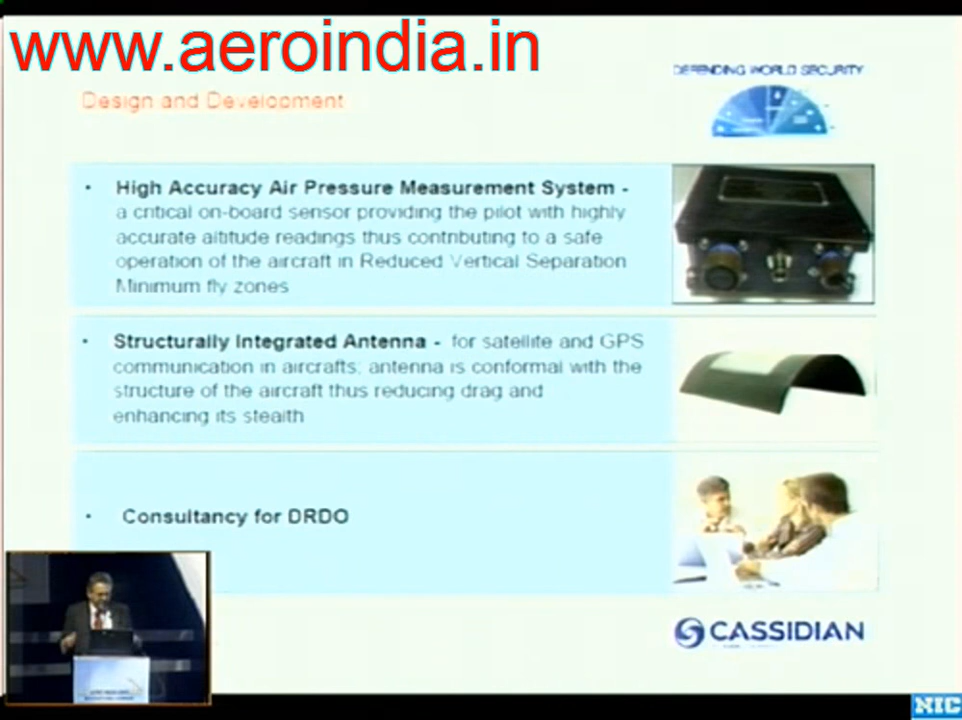 www.aeroindia.in
DEFENDING WORLD SECURITY
Design and Development
• High Accuracy Air Pressure Measurement System -
a critical on-board sensor providing the pilot with highly
accurate altitude readings thus contributing to a safe
operation of the aircraft in Reduced Vertical Separation
Minimum fly zones
• Structurally Integrated Antenna - for satellite and GPS
communication in aircrafts; antenna is conformal with the
structure of the aircraft thus reducing drag and
enhancing its stealth
• Consultancy for DRDO
CASSIDIAN
NIC